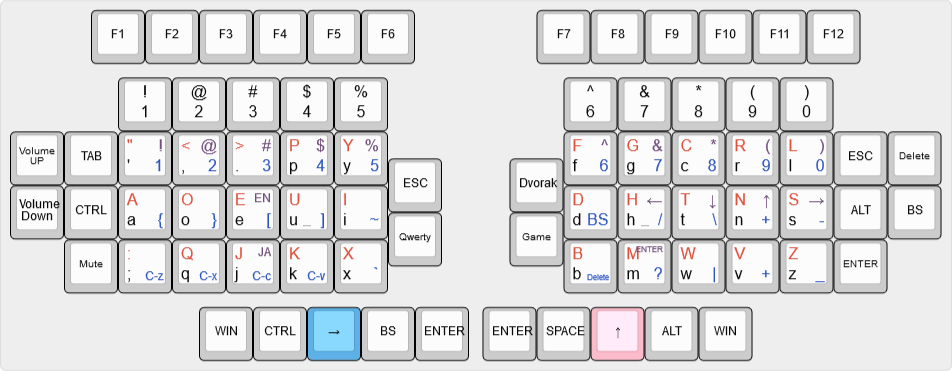 F1 F2 F3 F4 F5 F6 F7 F8 F9 F10 F11 F12
! @ # $ % ^ & * ( )
1 2 3 4 5 6 7 8 9 0
Volume UP
TAB
" !
' 1
< @
, 2
> #
. 3
P $
p 4
Y %
y 5
ESC
Dvorak
F ^
f 6
G &
g 7
C *
c 8
R (
r 9
L )
l 0
ESC
Delete
Volume Down
CTRL
A
a {
O
o }
E EN
e [
U
u _ ]
I
i ~
Qwerty
Game
D
d BS
H ←
h _ /
T ↓
t \
N ↑
n +
S →
s -
ALT
BS
Mute
:
; C-z
Q
q C-x
J JA
j C-c
K
k C-v
X
x `
B
b Delete
M ENTER
m ?
W
w |
V
v +
Z
z _
ENTER
WIN CTRL → BS ENTER ENTER SPACE ↑ ALT WIN